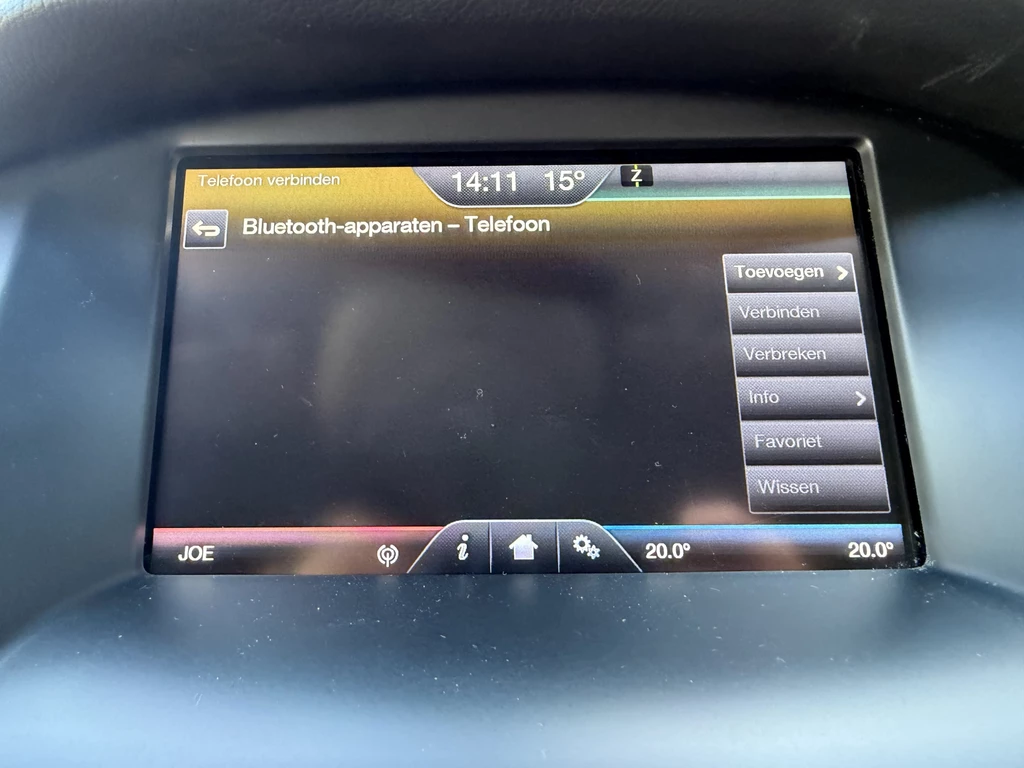 Telefoon verbinden
14:11 15°
Z
Bluetooth-apparaten – Telefoon
Toevoegen
Verbinden
Verbreken
Info
Favoriet
Wissen
JOE
i
20.0°
20.0°